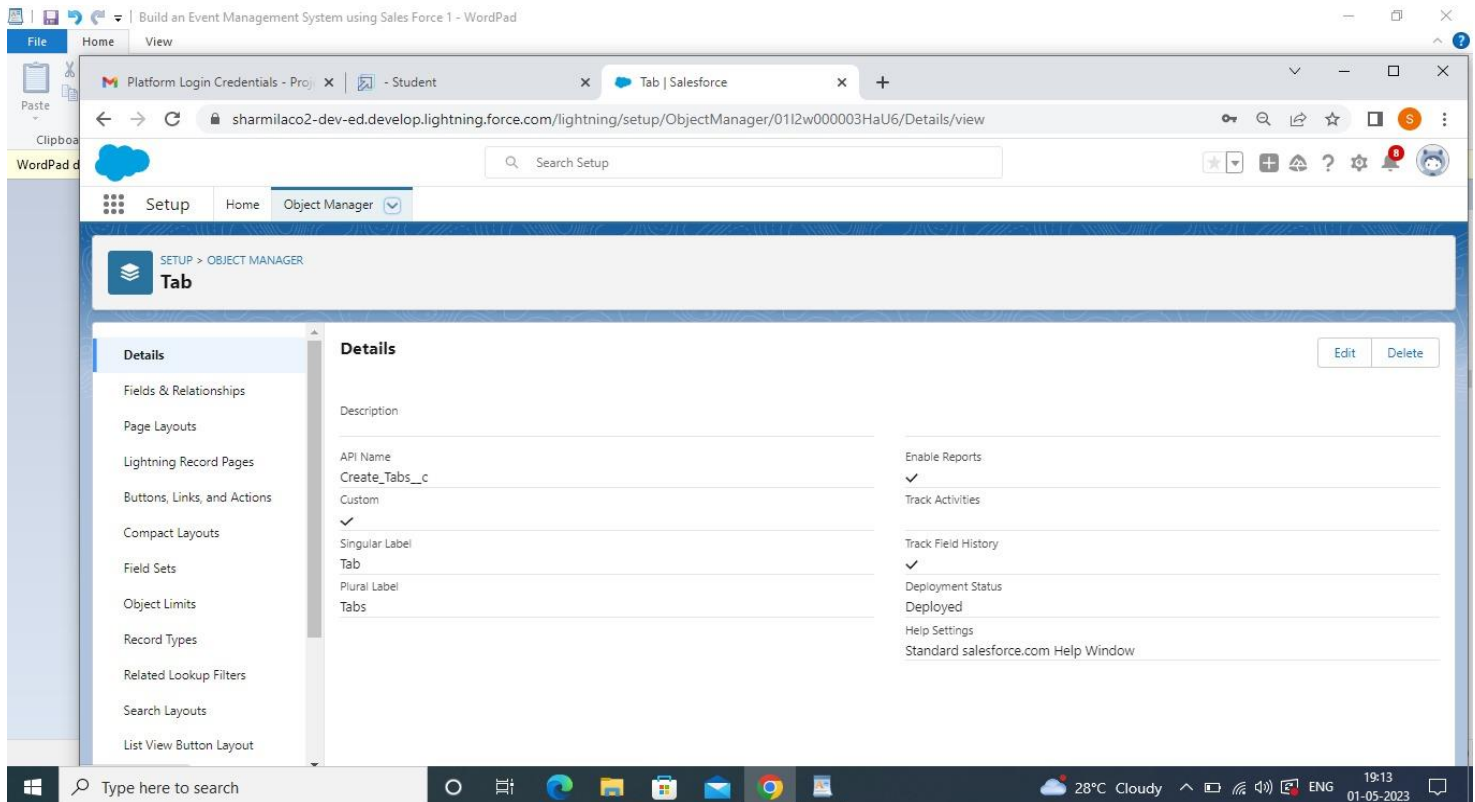 Build an Event Management System using Sales Force 1 - WordPad
File Home View
Platform Login Credentials - Proj
- Student
Tab | Salesforce
Paste
sharmilaco2-dev-ed.develop.lightning.force.com/lightning/setup/ObjectManager/01I2w000003HaU6/Details/view
S
Clipboa
WordPad d
Search Setup
8
Setup Home Object Manager
SETUP > OBJECT MANAGER
Tab
Details
Fields & Relationships
Page Layouts
Lightning Record Pages
Buttons, Links, and Actions
Compact Layouts
Field Sets
Object Limits
Record Types
Related Lookup Filters
Search Layouts
List View Button Layout
Details
Edit Delete
Description
API Name
Create_Tabs__c
Custom
Singular Label
Tab
Plural Label
Tabs
Enable Reports
Track Activities
Track Field History
Deployment Status
Deployed
Help Settings
Standard salesforce.com Help Window
Type here to search
28°C Cloudy
ENG
19:13
01-05-2023